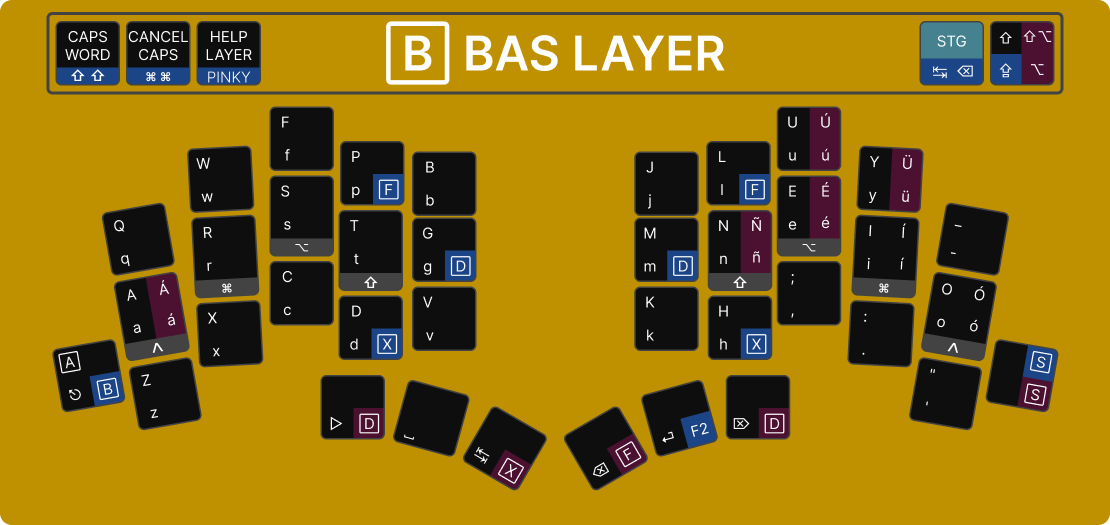 CAPS WORD
⇧ ⇧
CANCEL CAPS
⌘ ⌘
HELP LAYER
PINKY
B BAS LAYER
STG
↹ ⌫
⇧ ⇧⌥
⇪ ⌥
Q
q
W
w
F
f
P
p F
B
b
J
j
L
l F
U Ú
u ú
Y Ü
y ü
–
-
A Á
a á
^
R
r
⌘
S
s
⌥
T
t
⇧
G
g D
M
m D
N Ñ
n ñ
⇧
E É
e é
⌥
I Í
i í
⌘
O Ó
o ó
^
A
B
Z
z
X
x
C
c
D
d X
V
v
K
k
H
h X
;
,
:
.
"
'
S
S
▷ D
⎵
↹ X
⌫ F
↵ F2
⌦ D